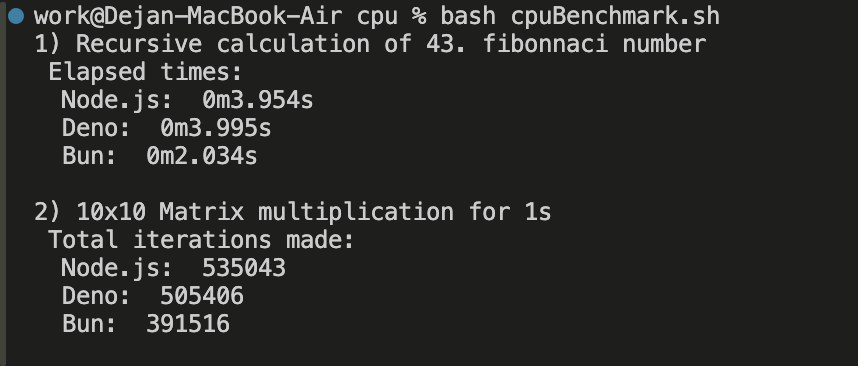 work@Dejan-MacBook-Air cpu % bash cpuBenchmark.sh
1) Recursive calculation of 43. fibonnaci number
Elapsed times:
Node.js: 0m3.954s
Deno: 0m3.995s
Bun: 0m2.034s
2) 10x10 Matrix multiplication for 1s
Total iterations made:
Node.js: 535043
Deno: 505406
Bun: 391516